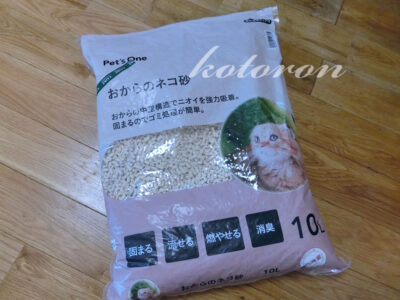 Pet's One
kotoron
おからのネコ砂
おからの中空構造でニオイを強力吸着。
固まるのでゴミ処理が簡単。
固まる 流せる 燃やせる 消臭
10L
おからのネコ砂 10L